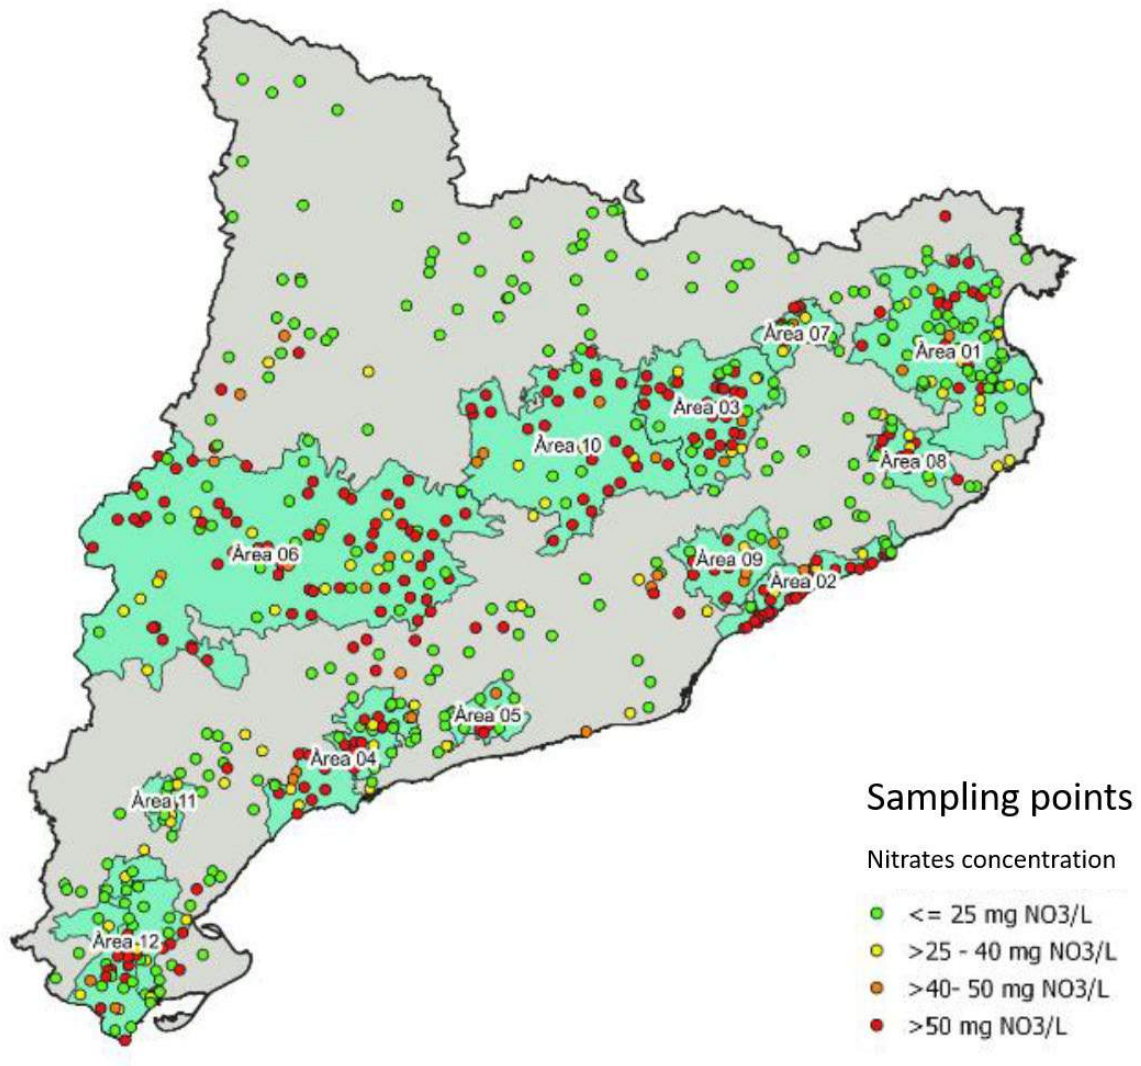 Àrea 07
Àrea 01
Àrea 03
Àrea 10
Àrea 08
Àrea 06
Àrea 09
Àrea 02
Àrea 05
Àrea 04
Àrea 11
Àrea 12
Sampling points
Nitrates concentration
<= 25 mg NO3/L
>25 - 40 mg NO3/L
>40- 50 mg NO3/L
>50 mg NO3/L